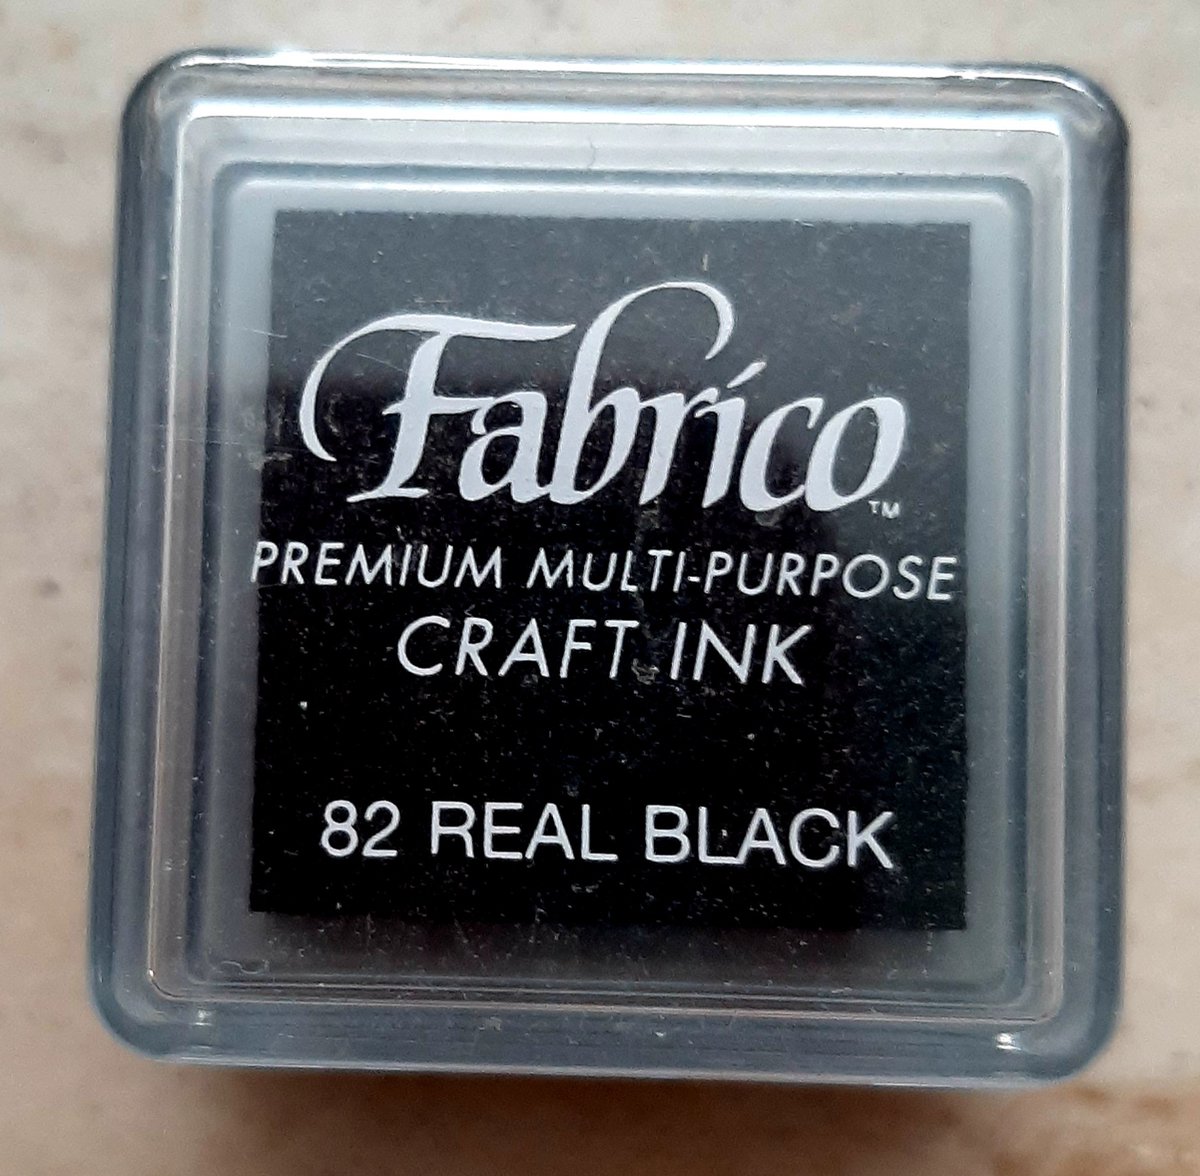 Fabrico™
PREMIUM MULTI-PURPOSE
CRAFT INK
82 REAL BLACK